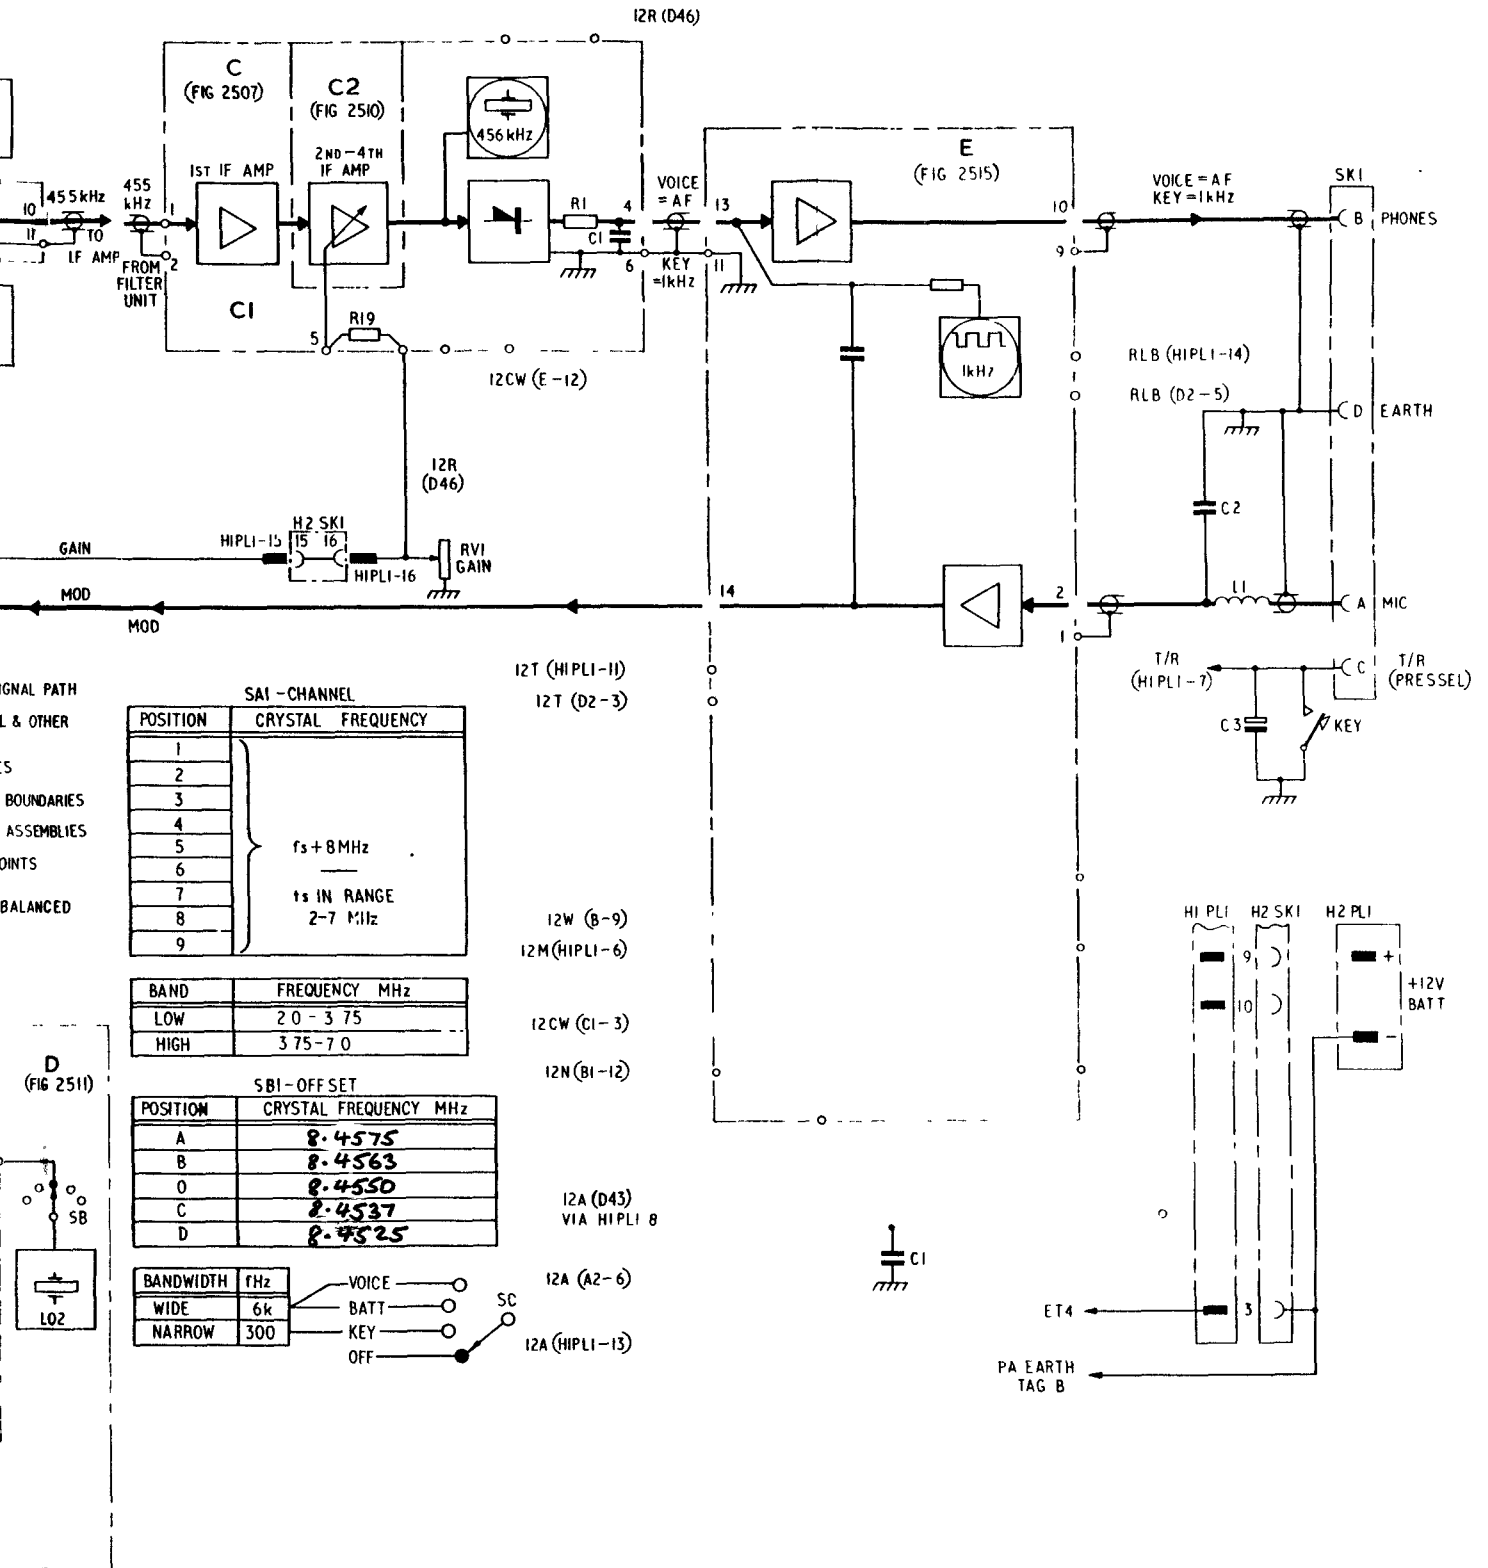 12R (D46)
C
(FIG 2507)
C2
(FIG 2510)
456 kHz
1ST IF AMP
2ND-4TH
IF AMP
10
11
455kHz
TO
I.F AMP
455
kHz
1
2
FROM
FILTER
UNIT
C1
R1
C1
4
6
5
R19
VOICE
=AF
KEY
=1kHz
13
11
E
(FIG 2515)
10
9
1kHz
VOICE = AF
KEY = 1kHz
SK1
B PHONES
12CW (E-12)
RLB (H1PL1-14)
RLB (D2-5)
D EARTH
12R
(D46)
C2
GAIN
H1PL1-15
H2 SK1
15 16
H1PL1-16
RV1
GAIN
MOD
MOD
14
2
1
L1
A MIC
12T (H1PL1-11)
12T (D2-3)
T/R
(H1PL1-7)
C
T/R
(PRESSEL)
C3
KEY
IGNAL PATH
L & OTHER
ES
BOUNDARIES
ASSEMBLIES
OINTS
BALANCED
SA1-CHANNEL
POSITION CRYSTAL FREQUENCY
1
2
3
4
5
6
7
8
9
fs+8MHz
fs IN RANGE
2-7 MHz
12W (B-9)
12M (H1PL1-6)
BAND FREQUENCY MHz
LOW 2 0 - 3 75
HIGH 3 75-7 0
12CW (C1-3)
12N (B1-12)
H1 PL1 H2 SK1 H2 PL1
9
10
+
-
+12V
BATT
D
(FIG 2511)
SB
LO2
SB1-OFFSET
POSITION CRYSTAL FREQUENCY MHz
A 8.4575
B 8.4563
0 8.4550
C 8.4537
D 8.4525
12A (D43)
VIA H1PL1 8
C1
12A (A2-6)
12A (H1PL1-13)
BANDWIDTH fHz
WIDE 6k
NARROW 300
VOICE
BATT
KEY
OFF
SC
ET4
3
PA EARTH
TAG B